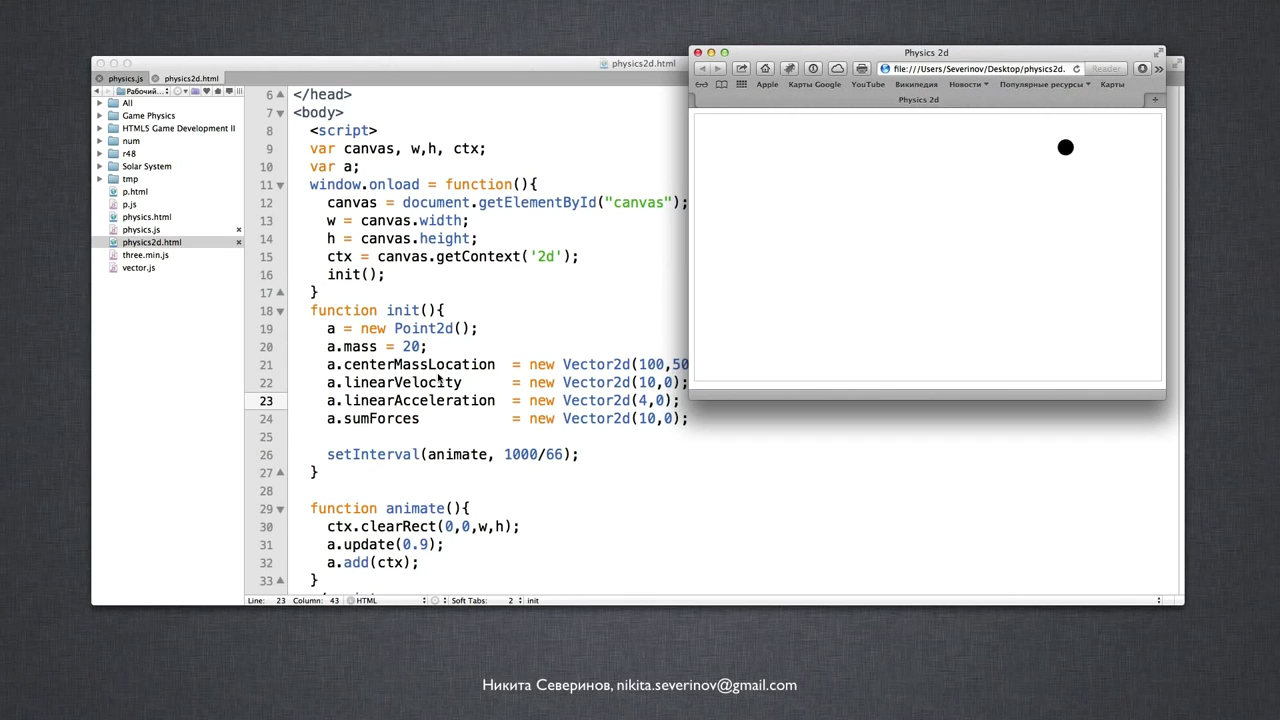 physics2d.html
physics.js
physics2d.html
Рабочий...
All
Game Physics
HTML5 Game Development II
num
r48
Solar System
tmp
p.html
p.js
physics.html
physics.js
physics2d.html
three.min.js
vector.js
6 </head>
7 <body>
8 <script>
9 var canvas, w,h, ctx;
10 var a;
11 window.onload = function(){
12 canvas = document.getElementById("canvas");
13 w = canvas.width;
14 h = canvas.height;
15 ctx = canvas.getContext('2d');
16 init();
17 }
18 function init(){
19 a = new Point2d();
20 a.mass = 20;
21 a.centerMassLocation = new Vector2d(100,50
22 a.linearVelocity = new Vector2d(10,0);
23 a.linearAcceleration = new Vector2d(4,0);
24 a.sumForces = new Vector2d(10,0);
25
26 setInterval(animate, 1000/66);
27 }
28
29 function animate(){
30 ctx.clearRect(0,0,w,h);
31 a.update(0.9);
32 a.add(ctx);
33 }
Line: 23 Column: 43 HTML Soft Tabs: 2 init
Physics 2d
file:///Users/Severinov/Desktop/physics2d. Reader
Apple Карты Google YouTube Википедия Новости Популярные ресурсы Карты
Physics 2d
Никита Северинов, nikita.severinov@gmail.com